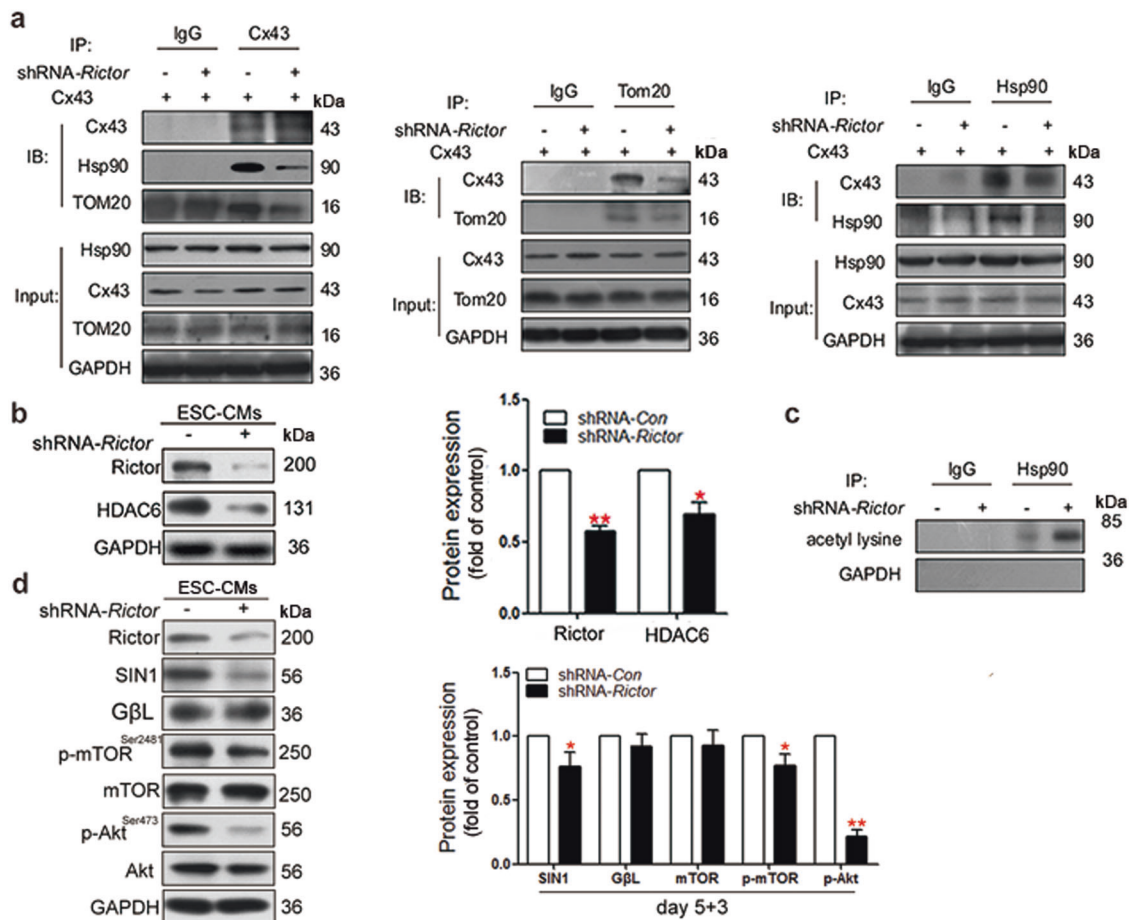 a
IP: IgG Cx43
shRNA-Rictor - + - +
Cx43 + + + + kDa
IB:
Cx43 43
Hsp90 90
TOM20 16
Input:
Hsp90 90
Cx43 43
TOM20 16
GAPDH 36
IP: IgG Tom20
shRNA-Rictor - + - +
Cx43 + + + + kDa
IB:
Cx43 43
Tom20 16
Input:
Cx43 43
Tom20 16
GAPDH 36
IP: IgG Hsp90
shRNA-Rictor - + - +
Cx43 + + + + kDa
IB:
Cx43 43
Hsp90 90
Input:
Hsp90 90
Cx43 43
GAPDH 36
b
ESC-CMs
shRNA-Rictor - + kDa
Rictor 200
HDAC6 131
GAPDH 36
Protein expression
(fold of control)
1.5
1.0
0.5
0.0
shRNA-Con
shRNA-Rictor
** *
Rictor HDAC6
c
IP: IgG Hsp90
shRNA-Rictor - + - + kDa
85
acetyl lysine
36
GAPDH
d
ESC-CMs
shRNA-Rictor - + kDa
Rictor 200
SIN1 56
GβL 36
p-mTOR Ser2481 250
mTOR 250
p-Akt Ser473 56
Akt 56
GAPDH 36
Protein expression
(fold of control)
1.5
1.0
0.5
0.0
shRNA-Con
shRNA-Rictor
* * **
SIN1 GβL mTOR p-mTOR p-Akt
day 5+3